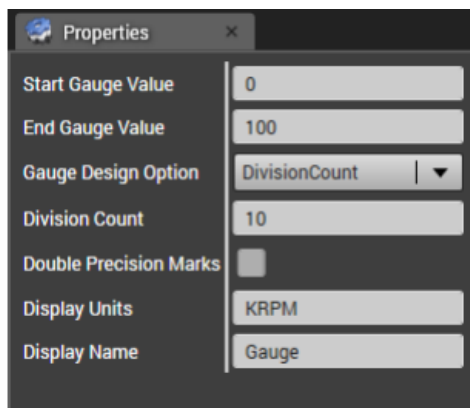 Properties
Start Gauge Value 0
End Gauge Value 100
Gauge Design Option DivisionCount
Division Count 10
Double Precision Marks
Display Units KRPM
Display Name Gauge